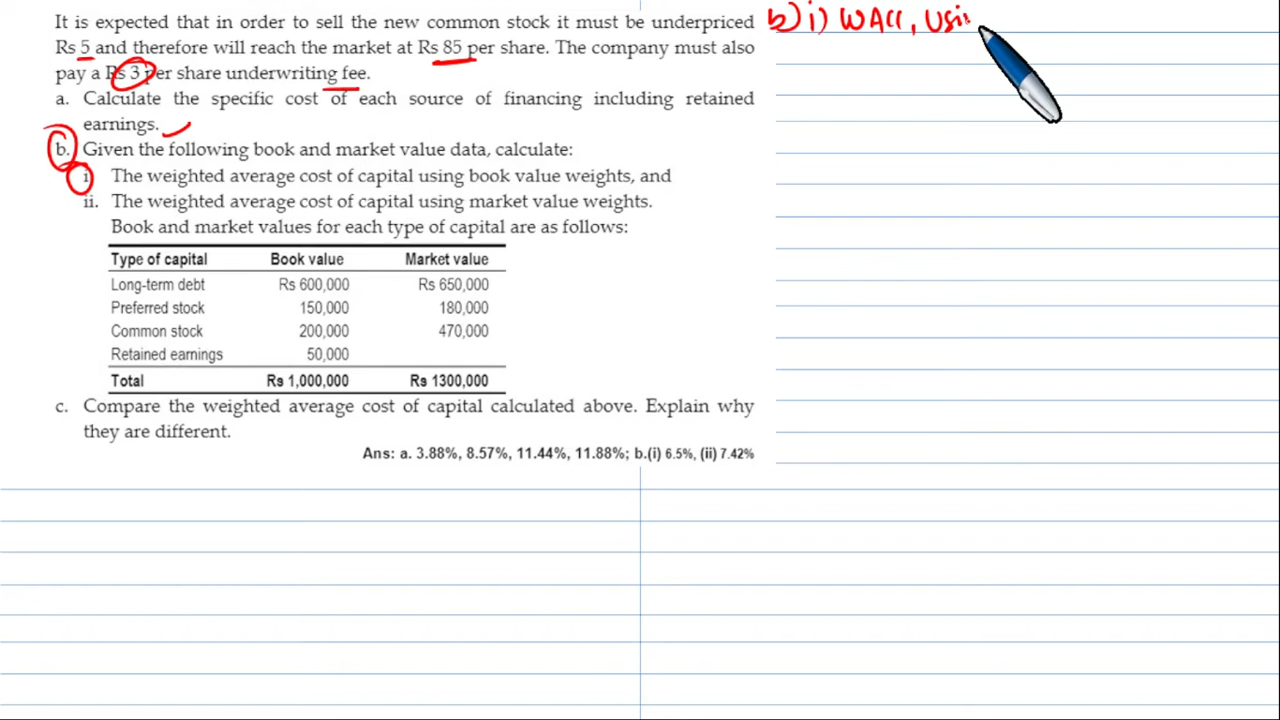 It is expected that in order to sell the new common stock it must be underpriced
Rs 5 and therefore will reach the market at Rs 85 per share. The company must also
pay a Rs 3 per share underwriting fee.
a. Calculate the specific cost of each source of financing including retained
earnings.
b. Given the following book and market value data, calculate:
i. The weighted average cost of capital using book value weights, and
ii. The weighted average cost of capital using market value weights.
Book and market values for each type of capital are as follows:
Type of capital Book value Market value
Long-term debt Rs 600,000 Rs 650,000
Preferred stock 150,000 180,000
Common stock 200,000 470,000
Retained earnings 50,000
Total Rs 1,000,000 Rs 1300,000
c. Compare the weighted average cost of capital calculated above. Explain why
they are different.
Ans: a. 3.88%, 8.57%, 11.44%, 11.88%; b.(i) 6.5%, (ii) 7.42%
b) i) WACC, Usi